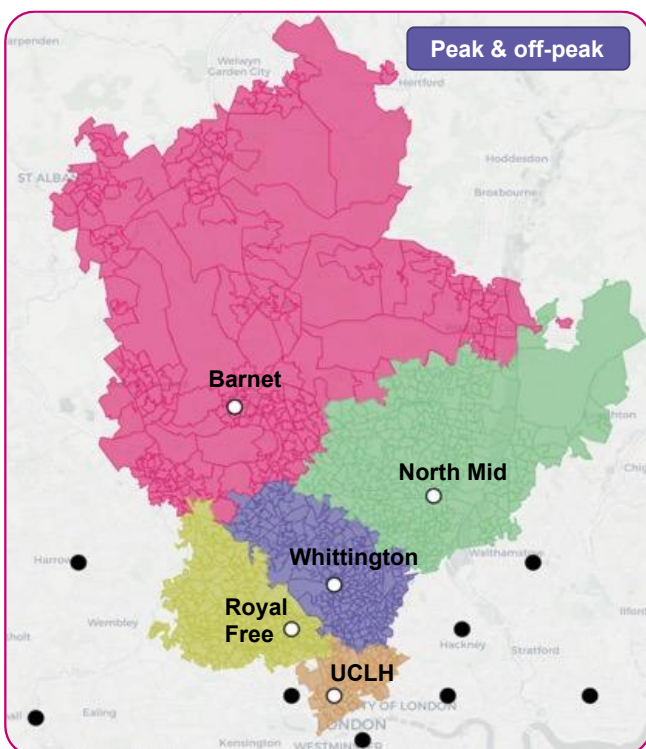 arpenden
Welwyn
Garden City
Peak & off-peak
Hertford
Hoddesdon
Broxbourne
ST ALBA
Barnet
North Mid
Whittington
Royal
Free
UCLH
Harrow
Walthamstow
Wembley
Hackney
Stratford
Ilford
Ealing
CITY OF LONDON
LONDON
Kensington
WESTMINSTER